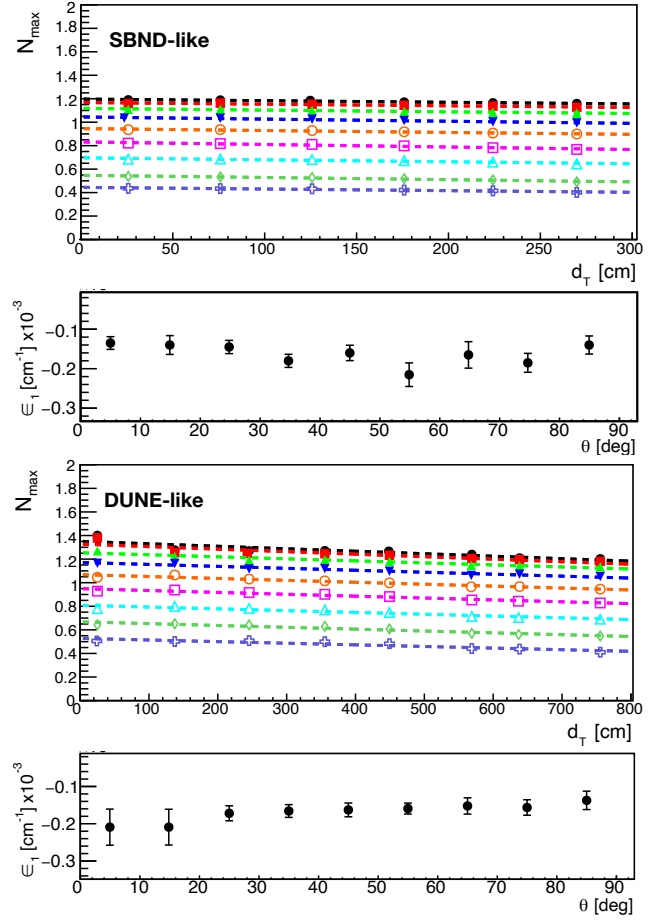 2
N_max
SBND-like
1.8
1.6
1.4
1.2
1
0.8
0.6
0.4
0.2
0
0 50 100 150 200 250 300
d_T [cm]
∈_1 [cm⁻¹] x10⁻³
−0.1
−0.2
−0.3
0 10 20 30 40 50 60 70 80 90
θ [deg]
2
N_max
DUNE-like
1.8
1.6
1.4
1.2
1
0.8
0.6
0.4
0.2
0
0 100 200 300 400 500 600 700 800
d_T [cm]
∈_1 [cm⁻¹] x10⁻³
−0.1
−0.2
−0.3
0 10 20 30 40 50 60 70 80 90
θ [deg]